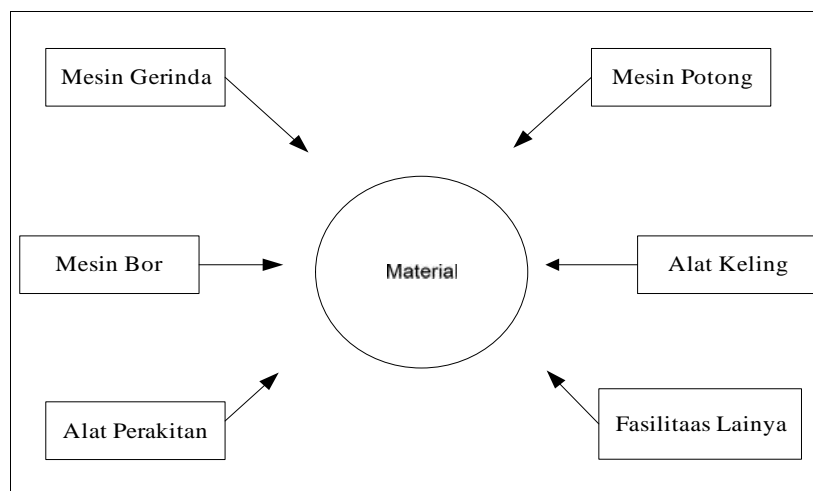 Mesin Gerinda
Mesin Potong
Mesin Bor
Material
Alat Keling
Alat Perakitan
Fasilitaas Lainya